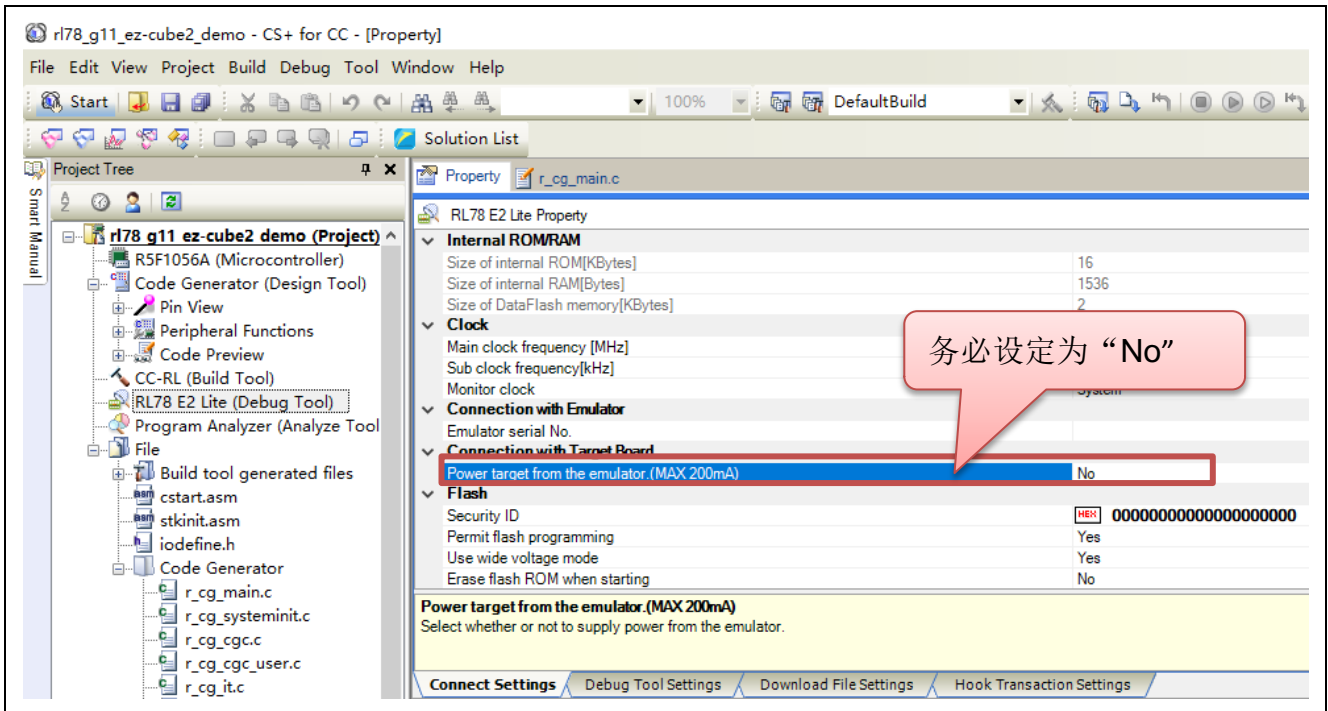 rl78_g11_ez-cube2_demo - CS+ for CC - [Property]
File Edit View Project Build Debug Tool Window Help
Start 100% DefaultBuild
Solution List
Smart Manual
Project Tree
rl78 g11 ez-cube2 demo (Project)
R5F1056A (Microcontroller)
Code Generator (Design Tool)
Pin View
Peripheral Functions
Code Preview
CC-RL (Build Tool)
RL78 E2 Lite (Debug Tool)
Program Analyzer (Analyze Tool
File
Build tool generated files
cstart.asm
stkinit.asm
iodefine.h
Code Generator
r_cg_main.c
r_cg_systeminit.c
r_cg_cgc.c
r_cg_cgc_user.c
r_cg_it.c
Property r_cg_main.c
RL78 E2 Lite Property
Internal ROM/RAM
Size of internal ROM[KBytes] 16
Size of internal RAM[Bytes] 1536
Size of DataFlash memory[KBytes] 2
Clock
Main clock frequency [MHz]
Sub clock frequency[kHz]
Monitor clock System
务必设定为“No”
Connection with Emulator
Emulator serial No.
Connection with Target Board
Power target from the emulator.(MAX 200mA) No
Flash
Security ID HEX 00000000000000000000
Permit flash programming Yes
Use wide voltage mode Yes
Erase flash ROM when starting No
Power target from the emulator.(MAX 200mA)
Select whether or not to supply power from the emulator.
Connect Settings Debug Tool Settings Download File Settings Hook Transaction Settings